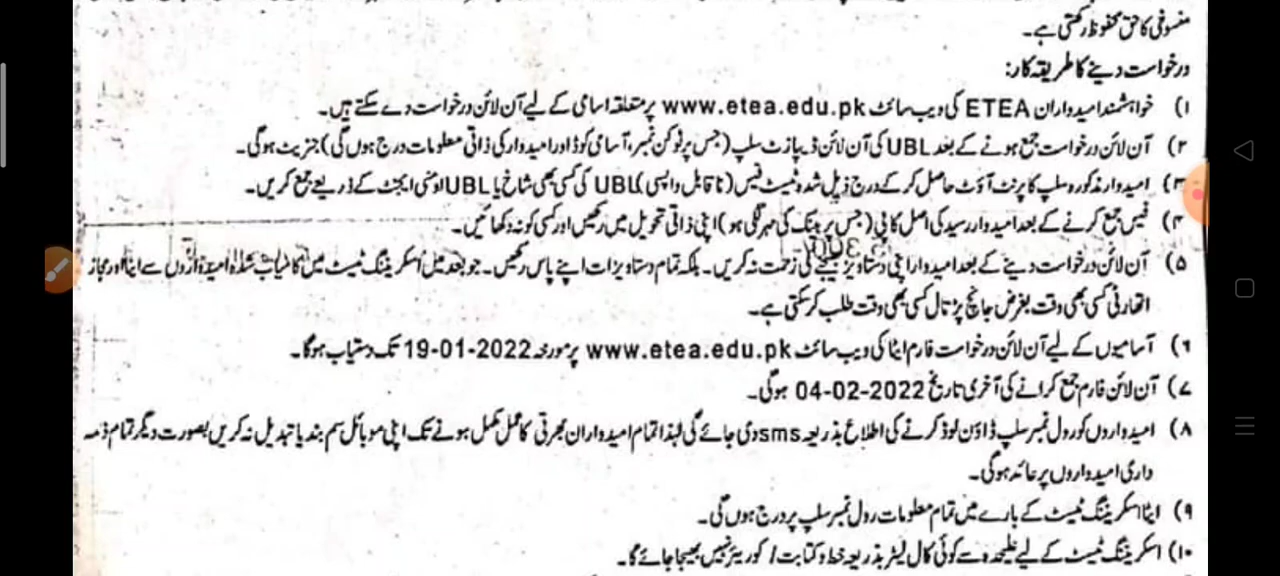 منسوخی کا حق محفوظ رکھتی ہے۔
درخواست دینے کا طریقہ کار:
۱) خواہشمند امیدواران ETEA کی ویب سائٹ www.etea.edu.pk پر متعلقہ اسامی کے لیے آن لائن درخواست دے سکتے ہیں۔
۲) آن لائن درخواست جمع ہونے کے بعد UBL کی آن لائن ڈیپازٹ سلپ (جس پر ٹوکن نمبر، آسامی کوڈ اور امیدوار کی ذاتی معلومات درج ہوں گی) جنریٹ ہوگی۔
۳) امیدوار مذکورہ سلپ کا پرنٹ آؤٹ حاصل کر کے درج ذیل شدہ ٹیسٹ فیس (ناقابل واپسی) UBL کی کسی بھی شاخ یا UBL اومنی ایجنٹ کے ذریعے جمع کریں۔
۴) فیس جمع کرنے کے بعد امیدوار رسید کی اصل کاپی (جس پر بینک کی مہر لگی ہو) اپنی ذاتی تحویل میں رکھیں اور کسی کو نہ دکھائیں۔
۵) آن لائن درخواست دینے کے بعد امیدوار اپنی دستاویز بھیجنے کی زحمت نہ کریں۔ بلکہ تمام دستاویزات اپنے پاس رکھیں۔ جو بعد میں اسکریننگ ٹیسٹ میں کامیاب شدہ امیدواروں سے ایٹا اور مجاز
اتھارٹی کسی بھی وقت بغرض جانچ پڑتال کسی بھی وقت طلب کر سکتی ہے۔
۶) آسامیوں کے لیے آن لائن درخواست فارم ایٹا کی ویب سائٹ www.etea.edu.pk پر مورخہ 19-01-2022 تک دستیاب ہوگا۔
۷) آن لائن فارم جمع کرانے کی آخری تاریخ 04-02-2022 ہوگی۔
۸) امیدواروں کو رول نمبر سلپ ڈاؤن لوڈ کرنے کی اطلاع بذریعہ sms دی جائے گی لہٰذا تمام امیدواران بھرتی کا عمل مکمل ہونے تک اپنی موبائل سم بند یا تبدیل نہ کریں بصورت دیگر تمام ذمہ
داری امیدواروں پر عائد ہوگی۔
۹) ایٹا اسکریننگ ٹیسٹ کے بارے میں تمام معلومات رول نمبر سلپ پر درج ہوں گی۔
۱۰) اسکریننگ ٹیسٹ کے لیے علیحدہ سے کوئی کال لیٹر بذریعہ خط و کتابت / کوریئر نہیں بھیجا جائے گا۔